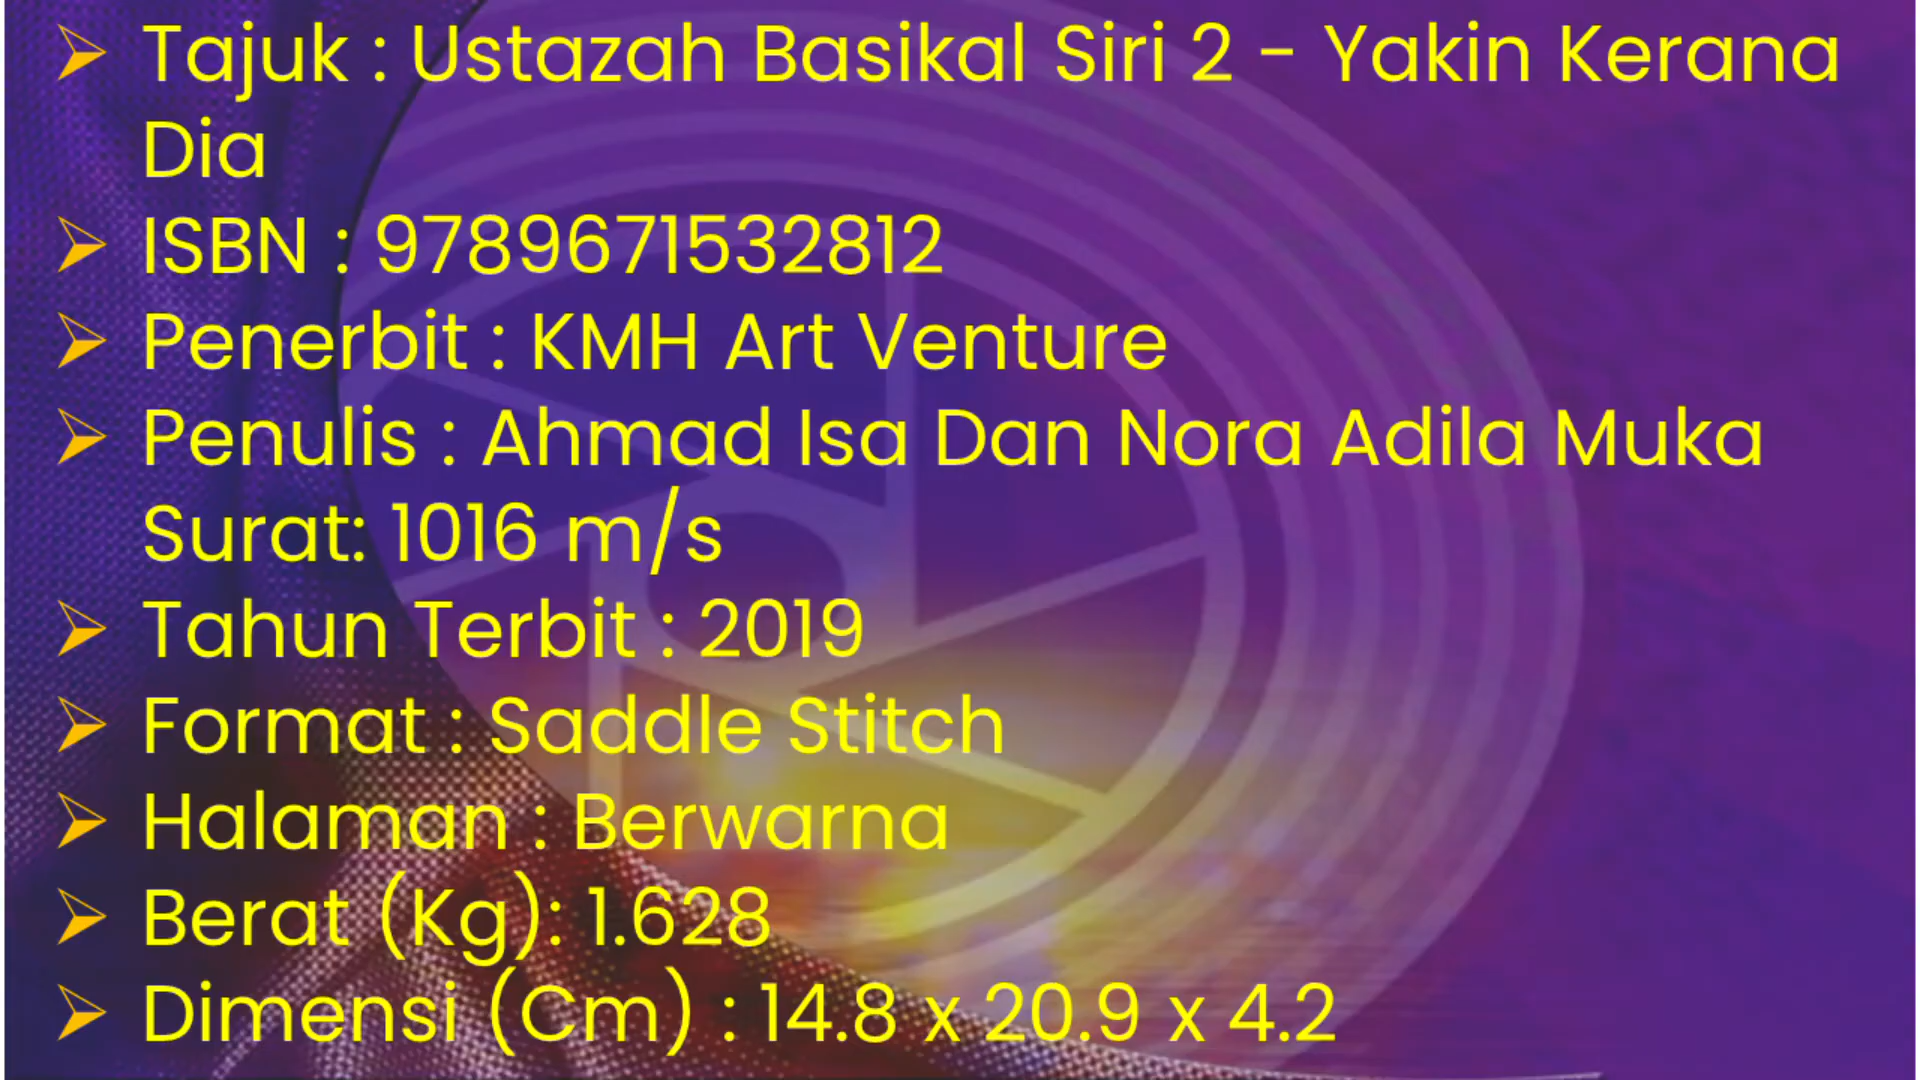 Tajuk : Ustazah Basikal Siri 2 - Yakin Kerana
Dia
ISBN : 9789671532812
Penerbit : KMH Art Venture
Penulis : Ahmad Isa Dan Nora Adila Muka
Surat: 1016 m/s
Tahun Terbit : 2019
Format : Saddle Stitch
Halaman : Berwarna
Berat (Kg): 1.628
Dimensi (Cm) : 14.8 x 20.9 x 4.2